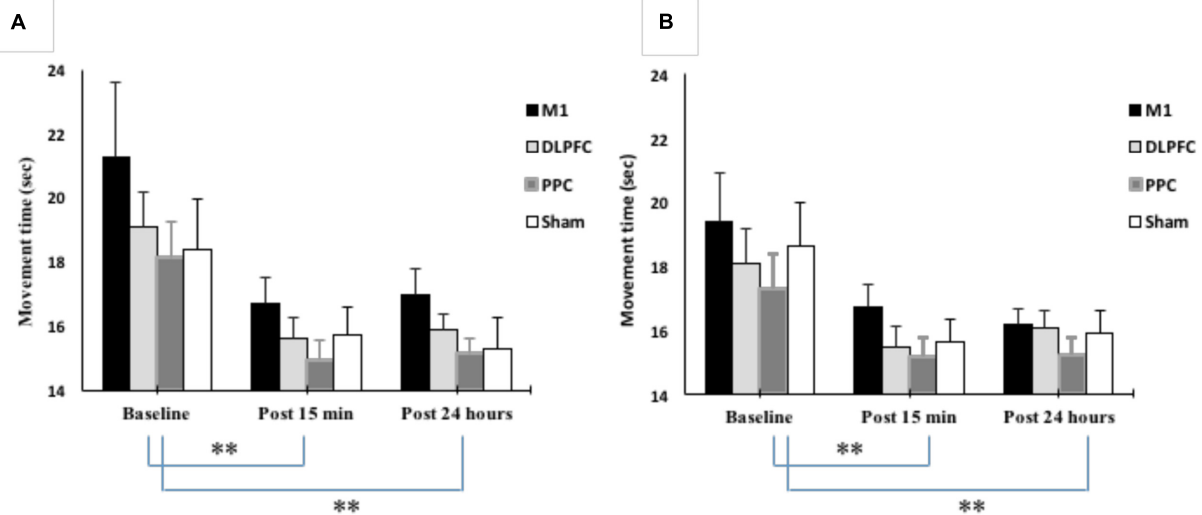 A
Movement time (sec)
24
22
20
18
16
14
M1
DLPFC
PPC
Sham
Baseline
Post 15 min
Post 24 hours
**
**
B
Movement time (sec)
24
22
20
18
16
14
M1
DLPFC
PPC
Sham
Baseline
Post 15 min
Post 24 hours
**
**